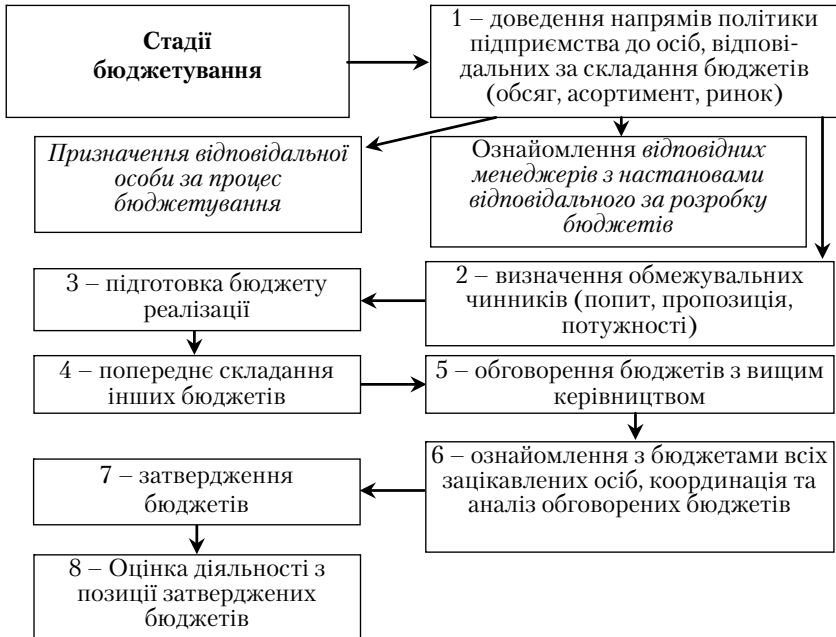 Стадії
бюджетування
1 – доведення напрямів політики
підприємства до осіб, відпові-
дальних за складання бюджетів
(обсяг, асортимент, ринок)
Призначення відповідальної
особи за процес
бюджетування
Ознайомлення відповідних
менеджерів з настановами
відповідального за розробку
бюджетів
2 – визначення обмежувальних
чинників (попит, пропозиція,
потужності)
3 – підготовка бюджету
реалізації
4 – попереднє складання
інших бюджетів
5 – обговорення бюджетів з вищим
керівництвом
6 – ознайомлення з бюджетами всіх
зацікавлених осіб, координація та
аналіз обговорених бюджетів
7 – затвердження
бюджетів
8 – Оцінка діяльності з
позиції затверджених
бюджетів